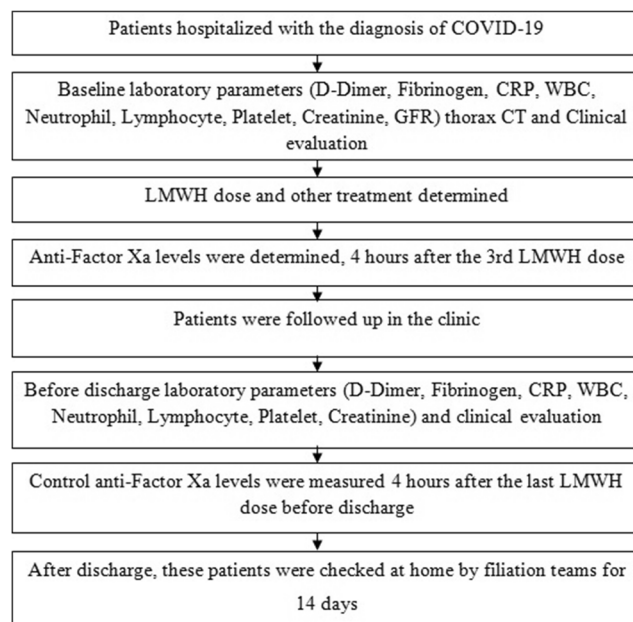 Patients hospitalized with the diagnosis of COVID-19
Baseline laboratory parameters (D-Dimer, Fibrinogen, CRP, WBC,
Neutrophil, Lymphocyte, Platelet, Creatinine, GFR) thorax CT and Clinical
evaluation
LMWH dose and other treatment determined
Anti-Factor Xa levels were determined, 4 hours after the 3rd LMWH dose
Patients were followed up in the clinic
Before discharge laboratory parameters (D-Dimer, Fibrinogen, CRP, WBC,
Neutrophil, Lymphocyte, Platelet, Creatinine) and clinical evaluation
Control anti-Factor Xa levels were measured 4 hours after the last LMWH
dose before discharge
After discharge, these patients were checked at home by filiation teams for
14 days